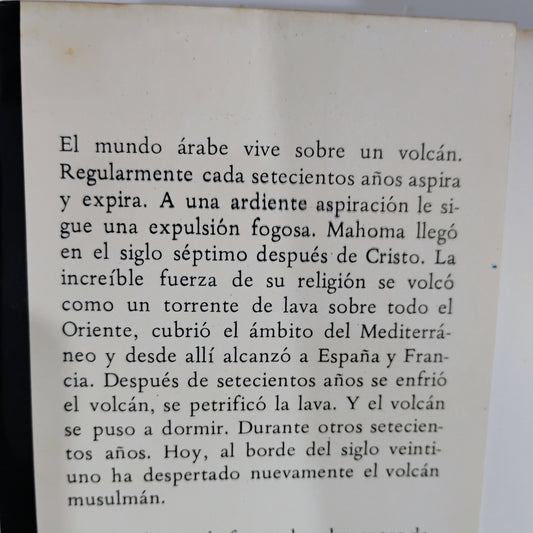 El mundo árabe vive sobre un volcán.
Regularmente cada setecientos años aspira
y expira. A una ardiente aspiración le si-
gue una expulsión fogosa. Mahoma llegó
en el siglo séptimo después de Cristo. La
increíble fuerza de su religión se volcó
como un torrente de lava sobre todo el
Oriente, cubrió el ámbito del Mediterrá-
neo y desde allí alcanzó a España y Fran-
cia. Después de setecientos años se enfrió
el volcán, se petrificó la lava. Y el volcán
se puso a dormir. Durante otros setecien-
tos años. Hoy, al borde del siglo veinti-
uno ha despertado nuevamente el volcán
musulmán.